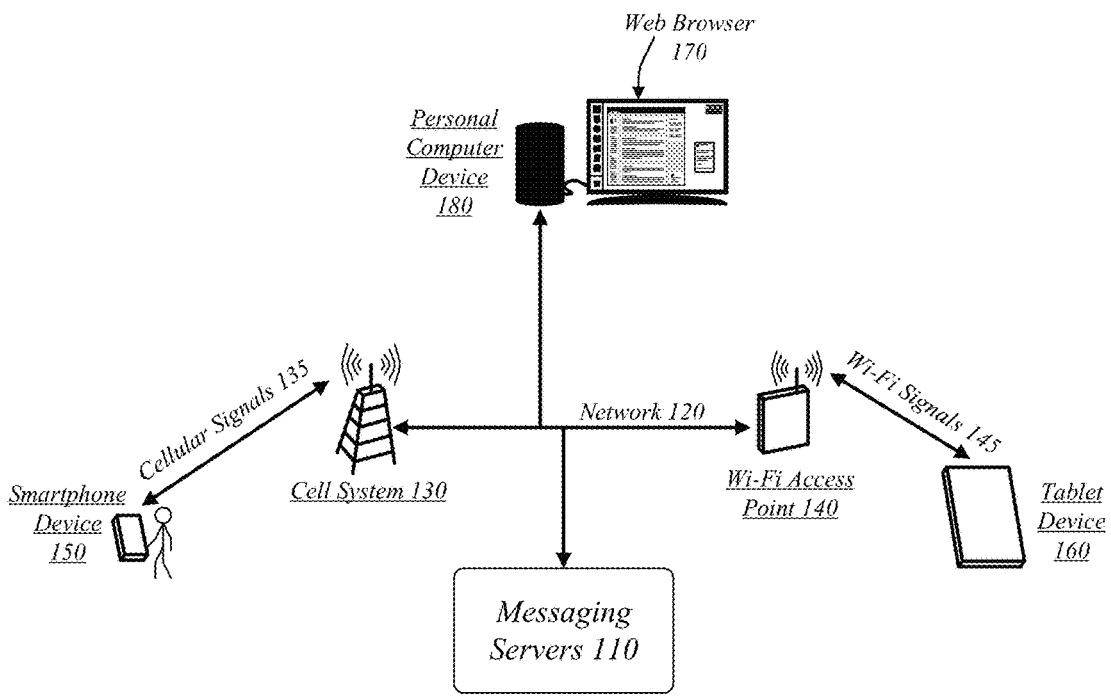 Web Browser
170
Personal
Computer
Device
180
Cellular Signals 135
Wi-Fi Signals 145
Network 120
Cell System 130
Wi-Fi Access
Point 140
Smartphone
Device
150
Tablet
Device
160
Messaging
Servers 110